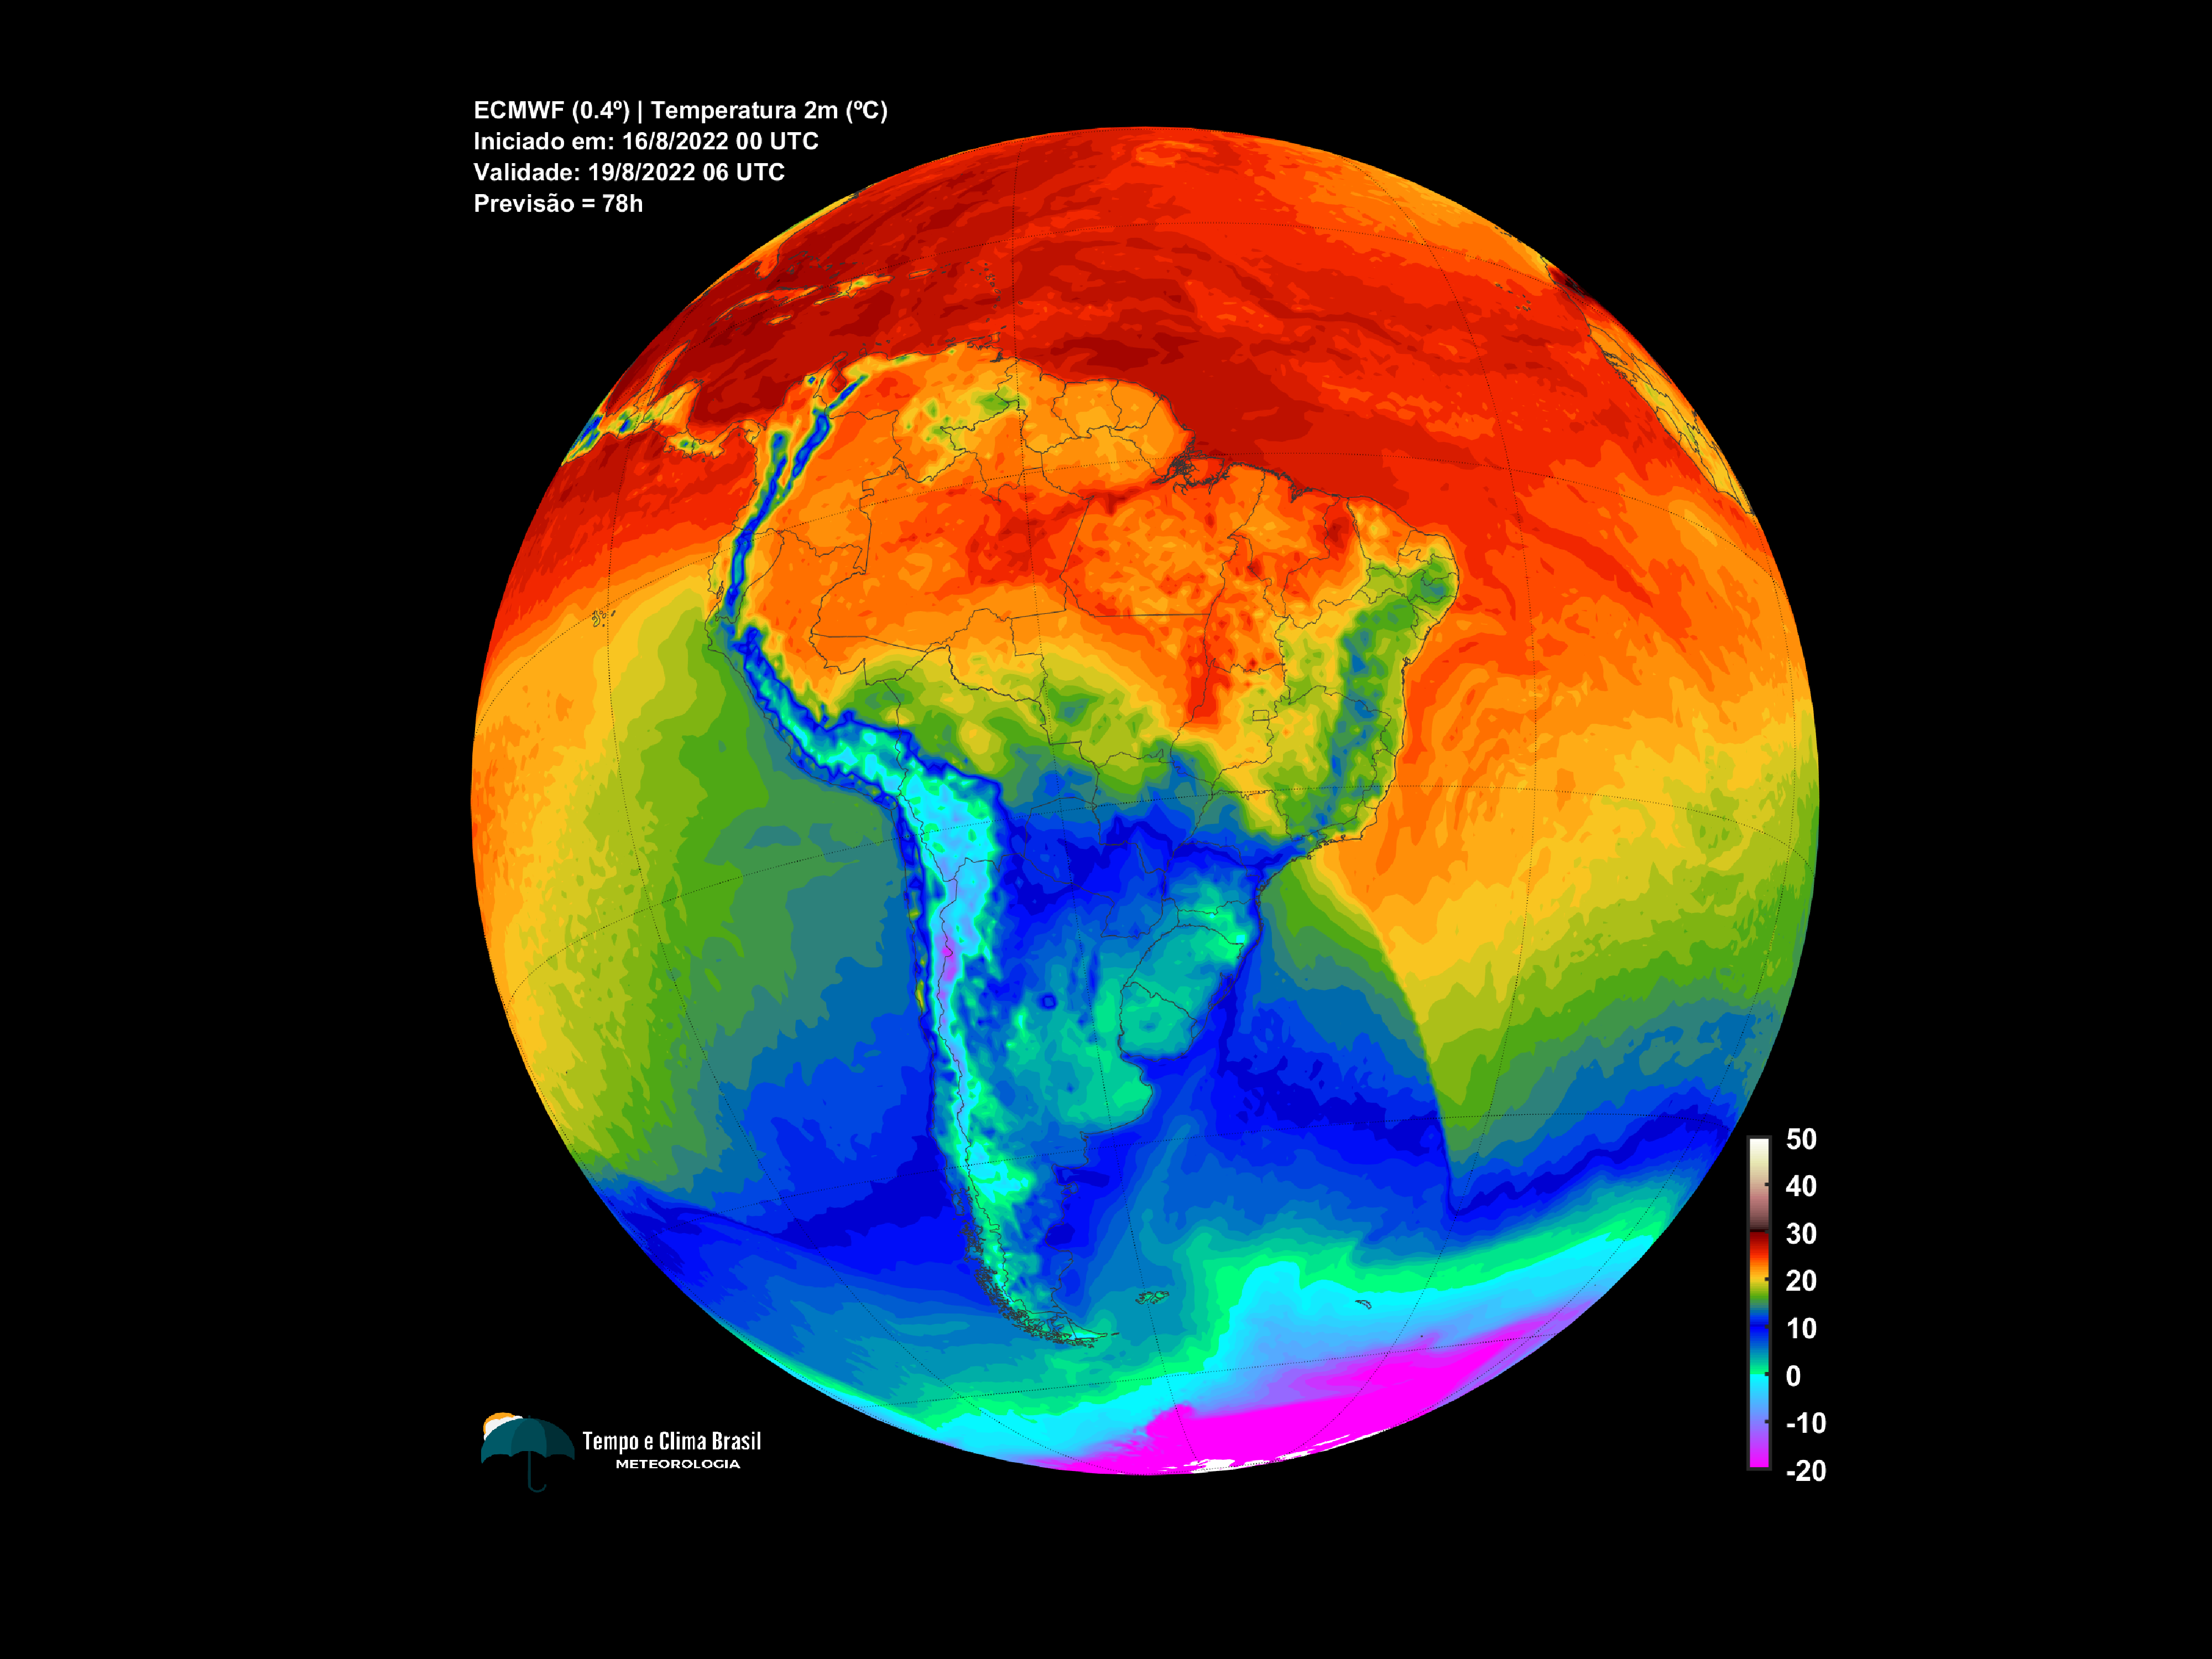 ECMWF (0.4º) | Temperatura 2m (ºC)
Iniciado em: 16/8/2022 00 UTC
Validade: 19/8/2022 06 UTC
Previsão = 78h
50
40
30
20
10
0
-10
-20
Tempo e Clima Brasil
METEOROLOGIA